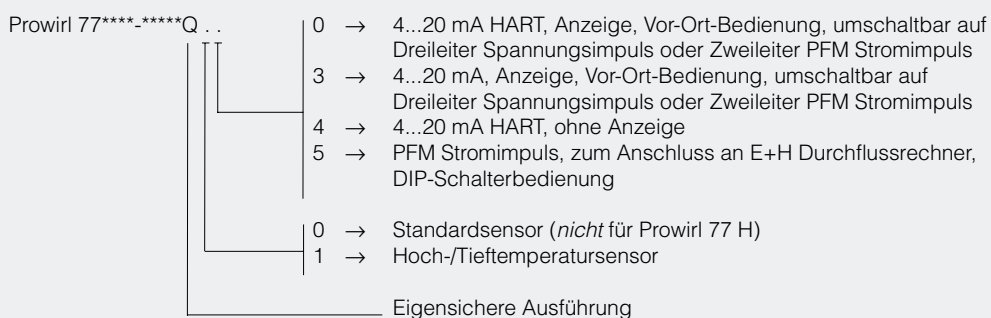 Prowirl 77****-*****Q . . 0 → 4...20 mA HART, Anzeige, Vor-Ort-Bedienung, umschaltbar auf
Dreileiter Spannungsimpuls oder Zweileiter PFM Stromimpuls
3 → 4...20 mA, Anzeige, Vor-Ort-Bedienung, umschaltbar auf
Dreileiter Spannungsimpuls oder Zweileiter PFM Stromimpuls
4 → 4...20 mA HART, ohne Anzeige
5 → PFM Stromimpuls, zum Anschluss an E+H Durchflussrechner,
DIP-Schalterbedienung
0 → Standardsensor (nicht für Prowirl 77 H)
1 → Hoch-/Tieftemperatursensor
Eigensichere Ausführung